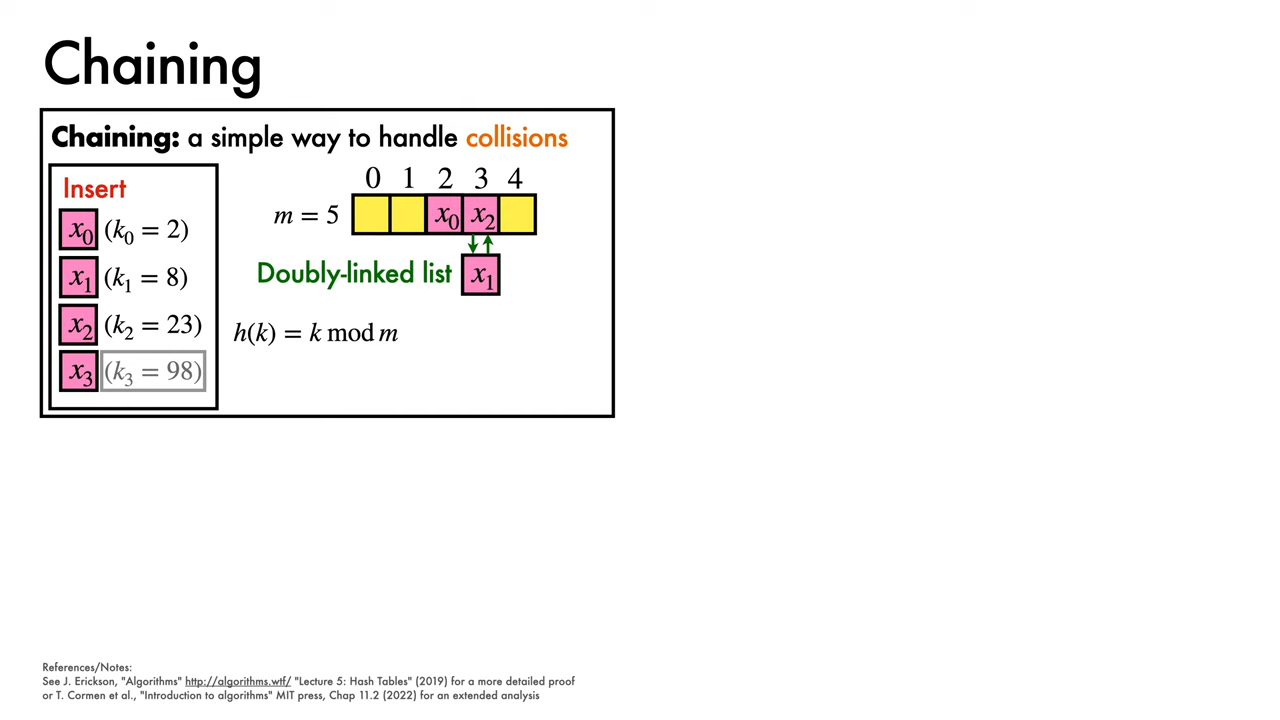 Chaining
Chaining: a simple way to handle collisions
Insert
x₀ (k₀ = 2)
x₁ (k₁ = 8)
x₂ (k₂ = 23)
x₃ (k₃ = 98)
0 1 2 3 4
m = 5 x₀ x₂
Doubly-linked list x₁
h(k) = k mod m
References/Notes:
See J. Erickson, "Algorithms" http://algorithms.wtf/ "Lecture 5: Hash Tables" (2019) for a more detailed proof
or T. Cormen et al., "Introduction to algorithms" MIT press, Chap 11.2 (2022) for an extended analysis